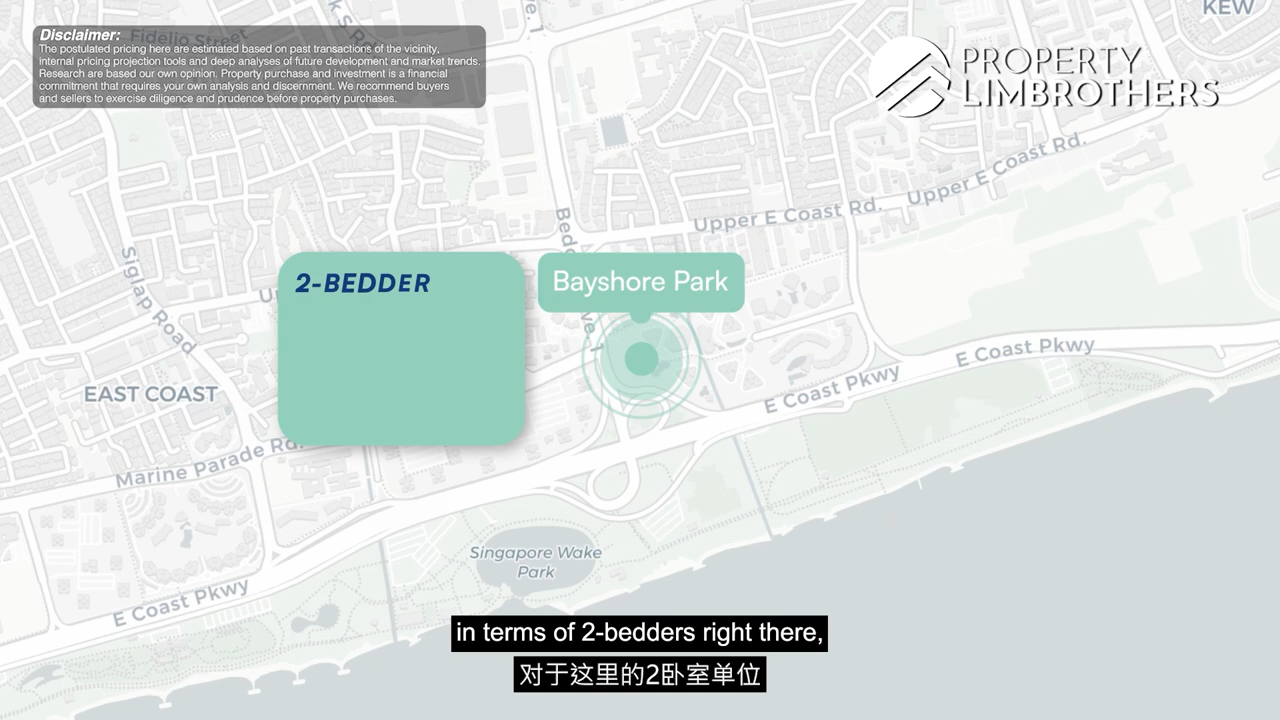 Disclaimer:
The postulated pricing here are estimated based on past transactions of the vicinity,
internal pricing projection tools and deep analyses of future development and market trends.
Research are based our own opinion. Property purchase and investment is a financial
commitment that requires your own analysis and discernment. We recommend buyers
and sellers to exercise diligence and prudence before property purchases.
Fidelio Street
KEW
PROPERTY
LIMBROTHERS
Upper E Coast Rd.
Upper E Coast Rd.
Siglap Road
2-BEDDER
Bayshore Park
E Coast Pkwy
E Coast Pkwy
EAST COAST
Marine Parade Rd.
Singapore Wake
Park
E Coast Pkwy
in terms of 2-bedders right there,
对于这里的2卧室单位